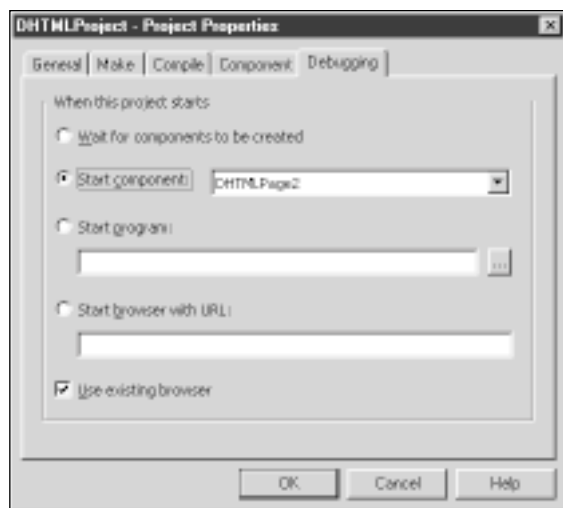 DHTMLProject - Project Properties
General Make Compile Component Debugging
When this project starts
Wait for components to be created
Start component: DHTMLPage2
Start program:
...
Start browser with URL:
Use existing browser
OK Cancel Help